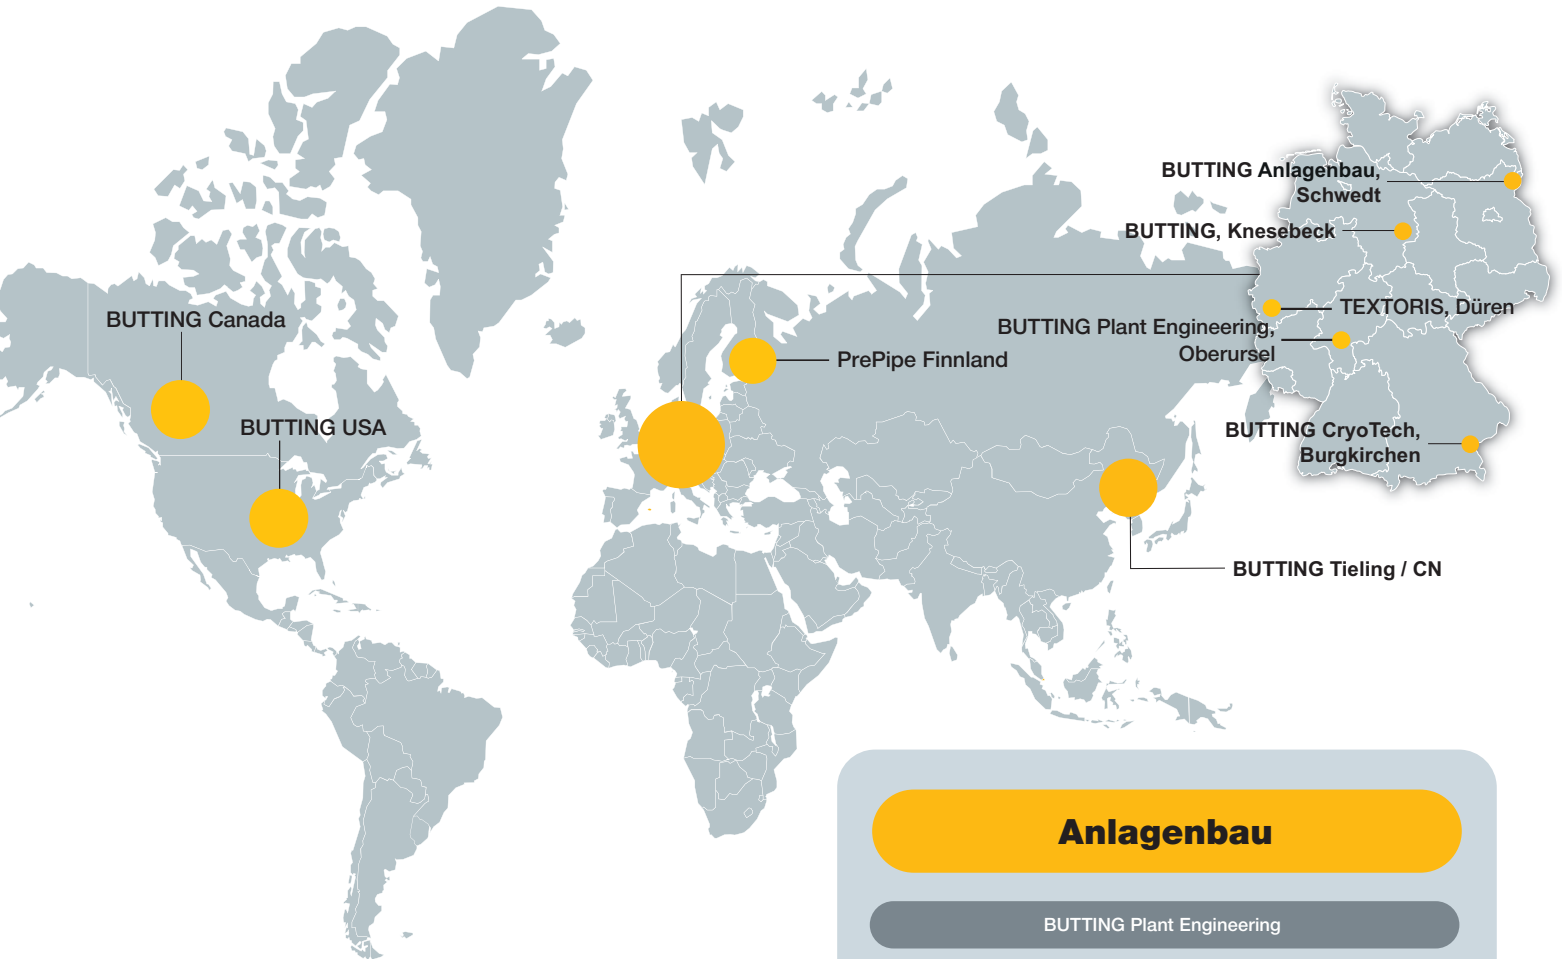 BUTTING Anlagenbau,
Schwedt
BUTTING, Knesebeck
TEXTORIS, Düren
BUTTING Plant Engineering,
Oberursel
BUTTING CryoTech,
Burgkirchen
BUTTING Canada
BUTTING USA
PrePipe Finnland
BUTTING Tieling / CN
Anlagenbau
BUTTING Plant Engineering